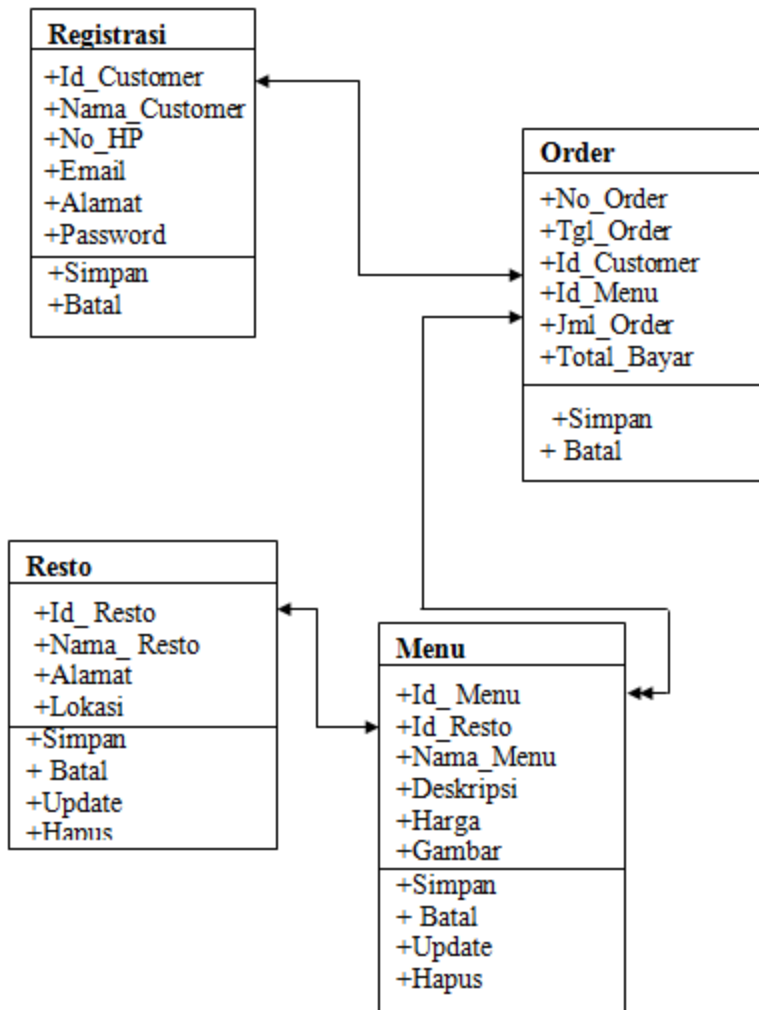 Registrasi
+Id_Customer
+Nama_Customer
+No_HP
+Email
+Alamat
+Password
+Simpan
+Batal
Order
+No_Order
+Tgl_Order
+Id_Customer
+Id_Menu
+Jml_Order
+Total_Bayar
+Simpan
+ Batal
Resto
+Id_ Resto
+Nama_ Resto
+Alamat
+Lokasi
+Simpan
+ Batal
+Update
+Hapus
Menu
+Id_ Menu
+Id_Resto
+Nama_Menu
+Deskripsi
+Harga
+Gambar
+Simpan
+ Batal
+Update
+Hapus